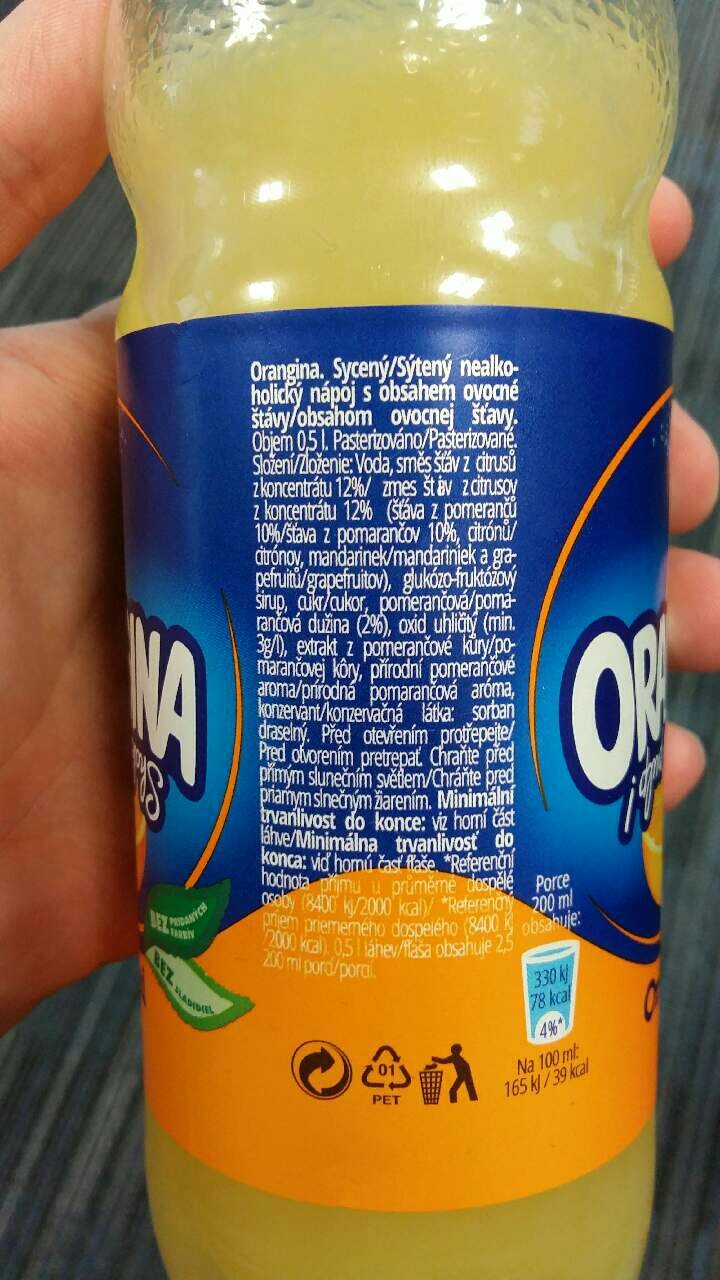 Orangina. Sycený/Sýtený nealko-
holický nápoj s obsahem ovocné
štávy/obsahom ovocnej šťavy.
Objem 0,5 l. Pasterizováno/Pasterizované.
Složení/Zloženie: Voda, směs šťáv z citrusů
z koncentrátu 12%/ zmes štiav z citrusov
z koncentrátu 12% (šťáva z pomerančů
10%/šťava z pomarančov 10%, citrónů/
citrónov, mandarinek/mandariniek a gra-
pefruitů/grapefruitov), glukózo-fruktózový
sirup, cukr/cukor, pomerančová/poma-
rančová dužina (2%), oxid uhličitý (min.
3g/l), extrakt z pomerančové kůry/po-
marančovej kôry, přírodní pomerančové
aroma/prírodná pomarančová aróma,
konzervant/konzervačná látka: sorban
draselný. Před otevřením protřepejte/
Pred otvorením pretrepať. Chraňte před
přímým slunečním světlem/Chráňte pred
priamym slnečným žiarením. Minimální
trvanlivost do konce: viz horní část
láhve/Minimálna trvanlivosť do
konca: viď hornú časť fľaše. *Referenční
hodnota příjmu u průměrné dospělé
osoby (8400 kJ/2000 kcal)/ *Referenčný
príjem priemerného dospelého (8400 kJ
/2000 kcal). 0,5 l láhev/fľaša obsahuje 2,5
200 ml porcí/porcií.
Porce
200 ml
obsahuje:
330 kJ
78 kcal
4%*
Na 100 ml:
165 kJ / 39 kcal
BEZ PRIDANÝCH
FARBÍV
BEZ SLADIDIEL
01
PET
INA
ORA